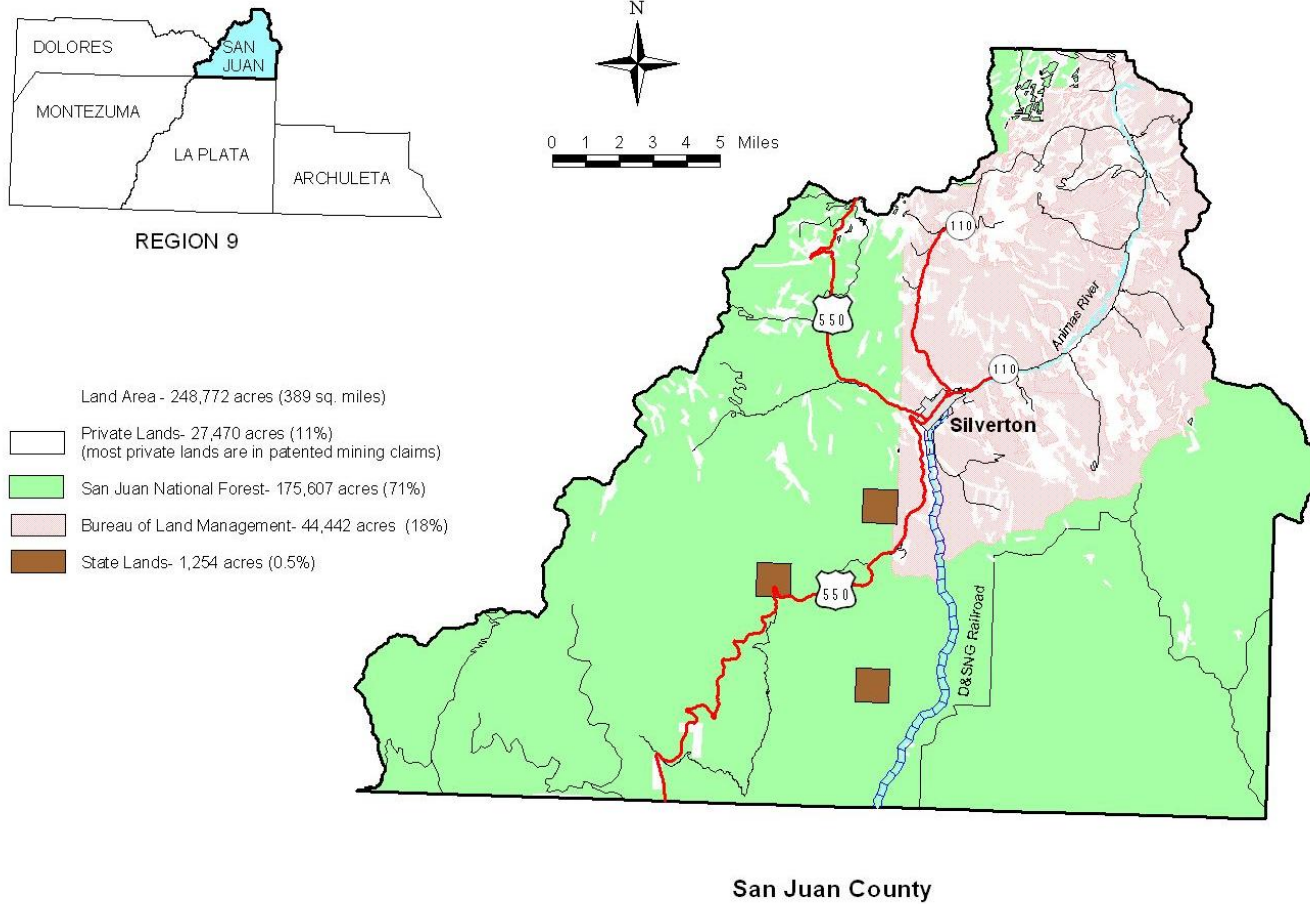 DOLORES
SAN
JUAN
MONTEZUMA
LA PLATA
ARCHULETA
REGION 9
N
0 1 2 3 4 5 Miles
Land Area - 248,772 acres (389 sq. miles)
Private Lands- 27,470 acres (11%)
(most private lands are in patented mining claims)
San Juan National Forest- 175,607 acres (71%)
Bureau of Land Management- 44,442 acres (18%)
State Lands- 1,254 acres (0.5%)
110
550
Animas River
110
Silverton
550
D&SNG Railroad
San Juan County